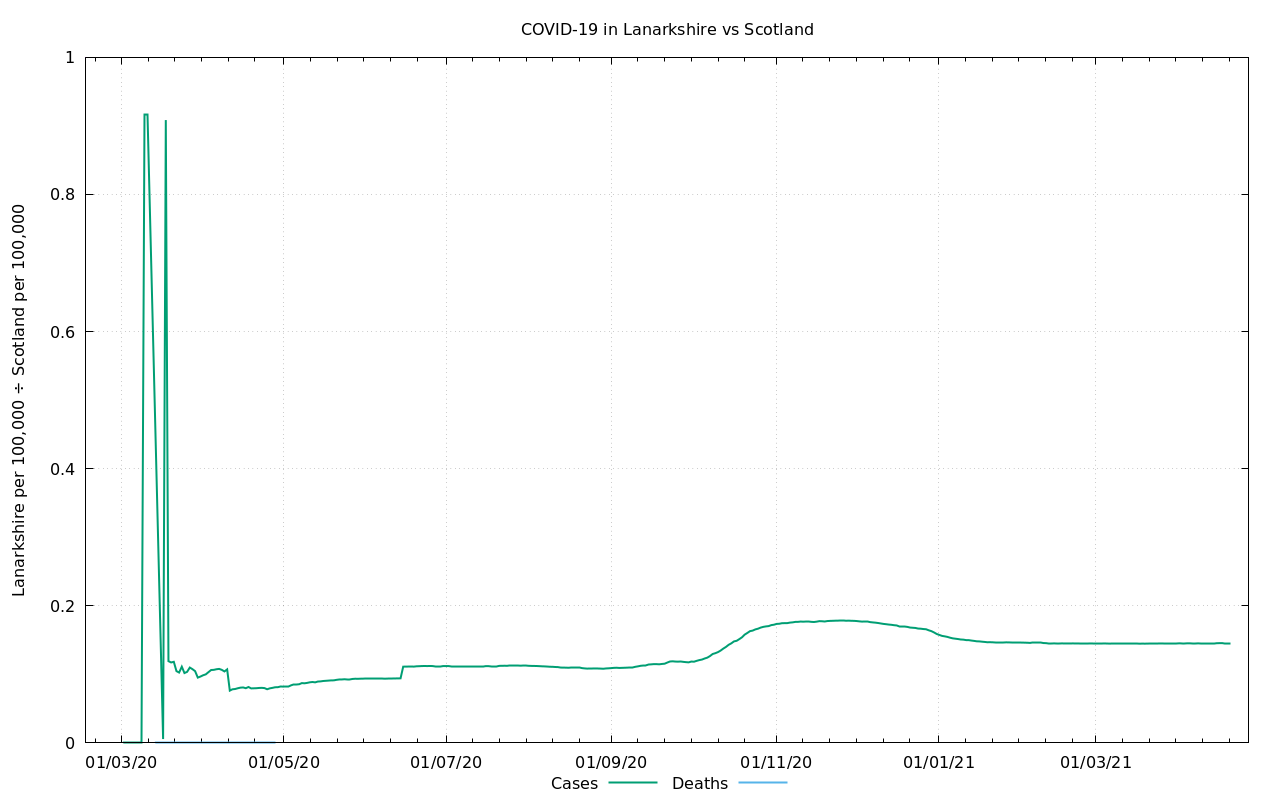 COVID-19 in Lanarkshire vs Scotland
Lanarkshire per 100,000 ÷ Scotland per 100,000
1
0.8
0.6
0.4
0.2
0
01/03/20 01/05/20 01/07/20 01/09/20 01/11/20 01/01/21 01/03/21
Cases Deaths